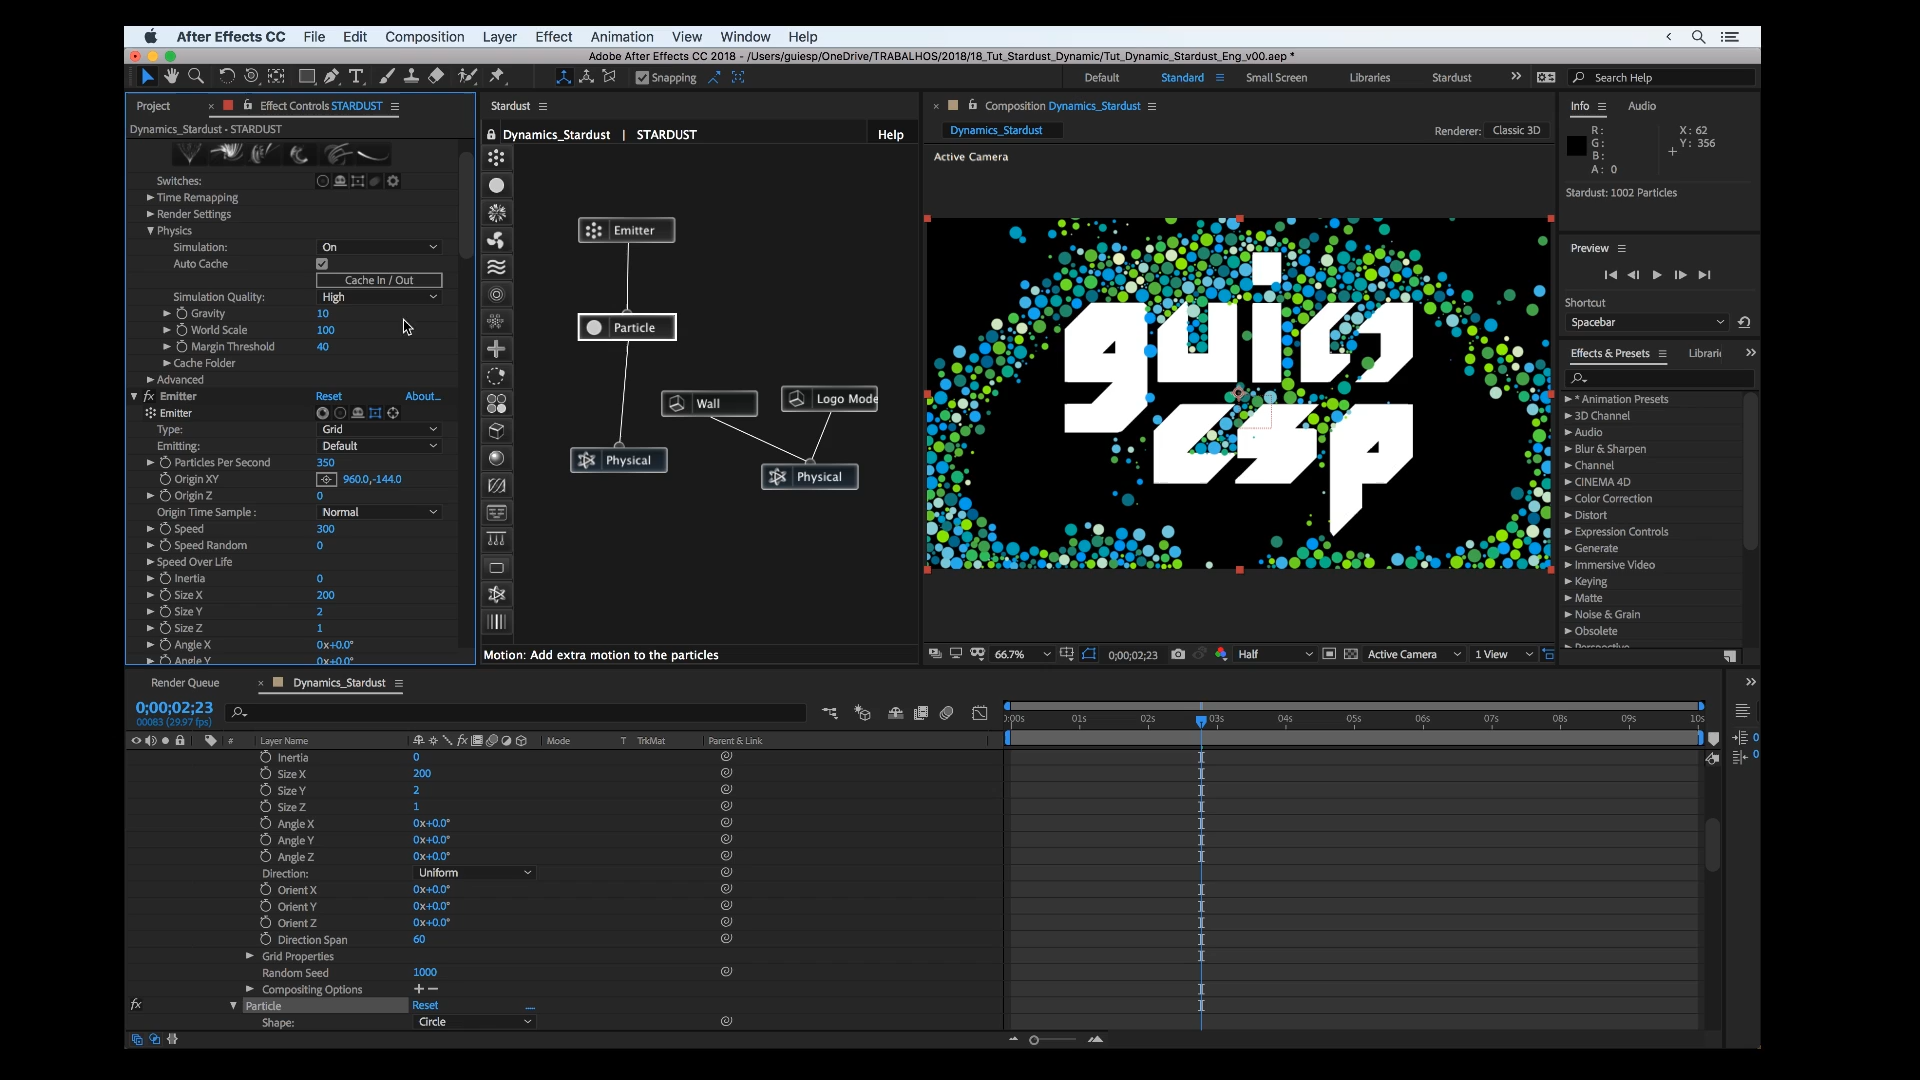 After Effects CC File Edit Composition Layer Effect Animation View Window Help
Adobe After Effects CC 2018 - /Users/guiesp/OneDrive/TRABALHOS/2018/18_Tut_Stardust_Dynamic/Tut_Dynamic_Stardust_Eng_v00.aep *
Snapping
Default Standard Small Screen Libraries Stardust Search Help
Project Effect Controls STARDUST
Dynamics_Stardust • STARDUST
Switches:
Time Remapping
Render Settings
Physics
Simulation: On
Auto Cache
Cache In / Out
Simulation Quality: High
Gravity 10
World Scale 100
Margin Threshold 40
Cache Folder
Advanced
fx Emitter Reset About...
Emitter
Type: Grid
Emitting: Default
Particles Per Second 350
Origin XY 960.0,-144.0
Origin Z 0
Origin Time Sample : Normal
Speed 300
Speed Random 0
Speed Over Life
Inertia 0
Size X 200
Size Y 2
Size Z 1
Angle X 0x+0.0°
Angle Y 0x+0.0°
Stardust
Dynamics_Stardust | STARDUST Help
Emitter
Particle
Wall
Logo Mode
Physical
Physical
Motion: Add extra motion to the particles
Composition Dynamics_Stardust
Dynamics_Stardust
Renderer: Classic 3D
Active Camera
guies
esp
66.7% 0;00;02;23 Half Active Camera 1 View
Info Audio
R: X: 62
G: Y: 356
B:
A: 0
Stardust: 1002 Particles
Preview
Shortcut
Spacebar
Effects & Presets Librari
* Animation Presets
3D Channel
Audio
Blur & Sharpen
Channel
CINEMA 4D
Color Correction
Distort
Expression Controls
Generate
Immersive Video
Keying
Matte
Noise & Grain
Obsolete
Perspective
Render Queue Dynamics_Stardust
0;00;02;23
00083 (29.97 fps)
# Layer Name fx Mode T TrkMat Parent & Link
0:00s 01s 02s 03s 04s 05s 06s 07s 08s 09s 10s
0
0
Inertia 0
Size X 200
Size Y 2
Size Z 1
Angle X 0x+0.0°
Angle Y 0x+0.0°
Angle Z 0x+0.0°
Direction: Uniform
Orient X 0x+0.0°
Orient Y 0x+0.0°
Orient Z 0x+0.0°
Direction Span 60
Grid Properties
Random Seed 1000
Compositing Options + −
fx Particle Reset ...
Shape: Circle